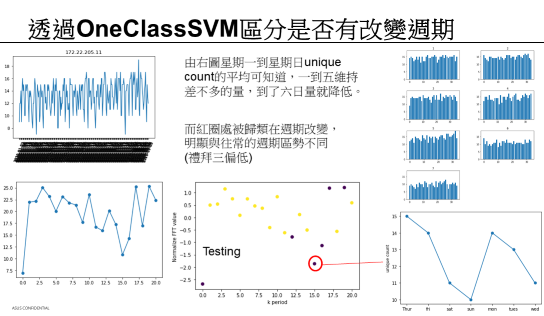 透過OneClassSVM區分是否有改變週期
172.22.205.11
由右圖星期一到星期日unique
count的平均可知道，一到五維持
差不多的量，到了六日量就降低。
而紅圈處被歸類在週期改變，
明顯與往常的週期區勢不同
(禮拜三偏低)
18
16
14
12
10
8
25.0
22.5
20.0
17.5
15.0
12.5
10.0
7.5
0.0 2.5 5.0 7.5 10.0 12.5 15.0 17.5 20.0
Normalize FFT value
1.0
0.5
0.0
−0.5
−1.0
−1.5
−2.0
−2.5
Testing
0.0 2.5 5.0 7.5 10.0 12.5 15.0 17.5 20.0
k period
unique count
15
14
13
12
11
10
Thur fri sat sun mon tues wed
ASUS CONFIDENTIAL